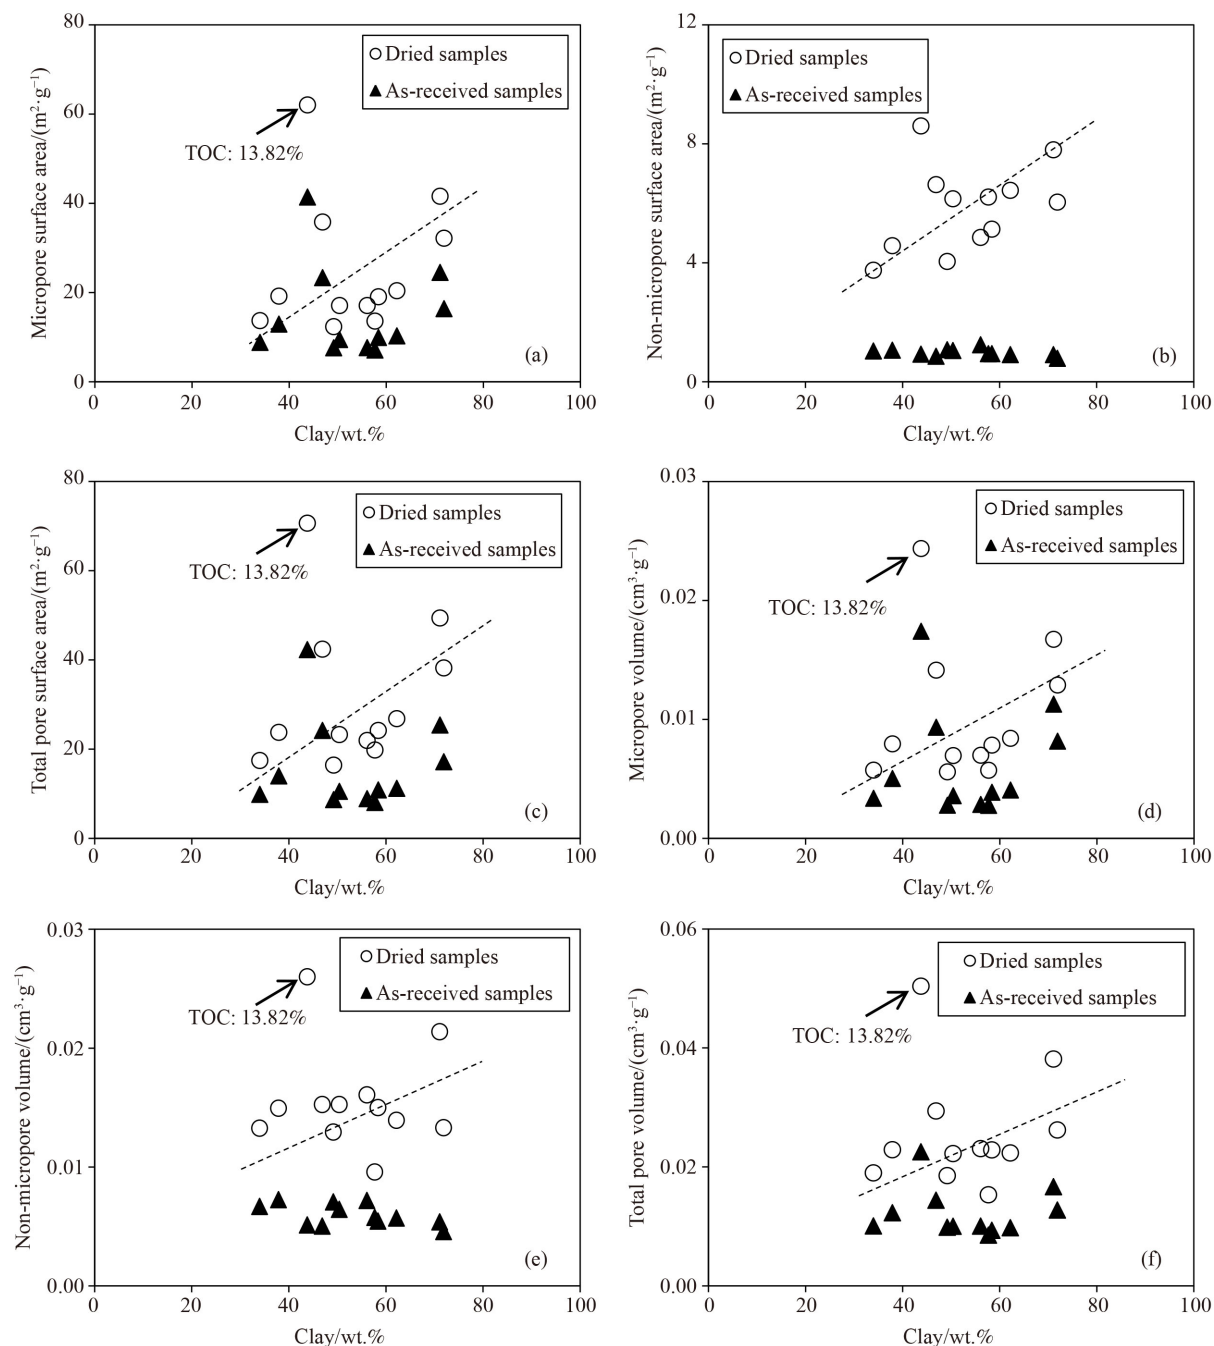 80
60
40
20
0
Micropore surface area/(m²·g⁻¹)
Dried samples
As-received samples
TOC: 13.82%
(a)
0 20 40 60 80 100
Clay/wt.%
12
8
4
0
Non-micropore surface area/(m²·g⁻¹)
Dried samples
As-received samples
(b)
0 20 40 60 80 100
Clay/wt.%
80
60
40
20
0
Total pore surface area/(m²·g⁻¹)
Dried samples
As-received samples
TOC: 13.82%
(c)
0 20 40 60 80 100
Clay/wt.%
0.03
0.02
0.01
0.00
Micropore volume/(cm³·g⁻¹)
Dried samples
As-received samples
TOC: 13.82%
(d)
0 20 40 60 80 100
Clay/wt.%
0.03
0.02
0.01
0.00
Non-micropore volume/(cm³·g⁻¹)
Dried samples
As-received samples
TOC: 13.82%
(e)
0 20 40 60 80 100
Clay/wt.%
0.06
0.04
0.02
0.00
Total pore volume/(cm³·g⁻¹)
Dried samples
As-received samples
TOC: 13.82%
(f)
0 20 40 60 80 100
Clay/wt.%